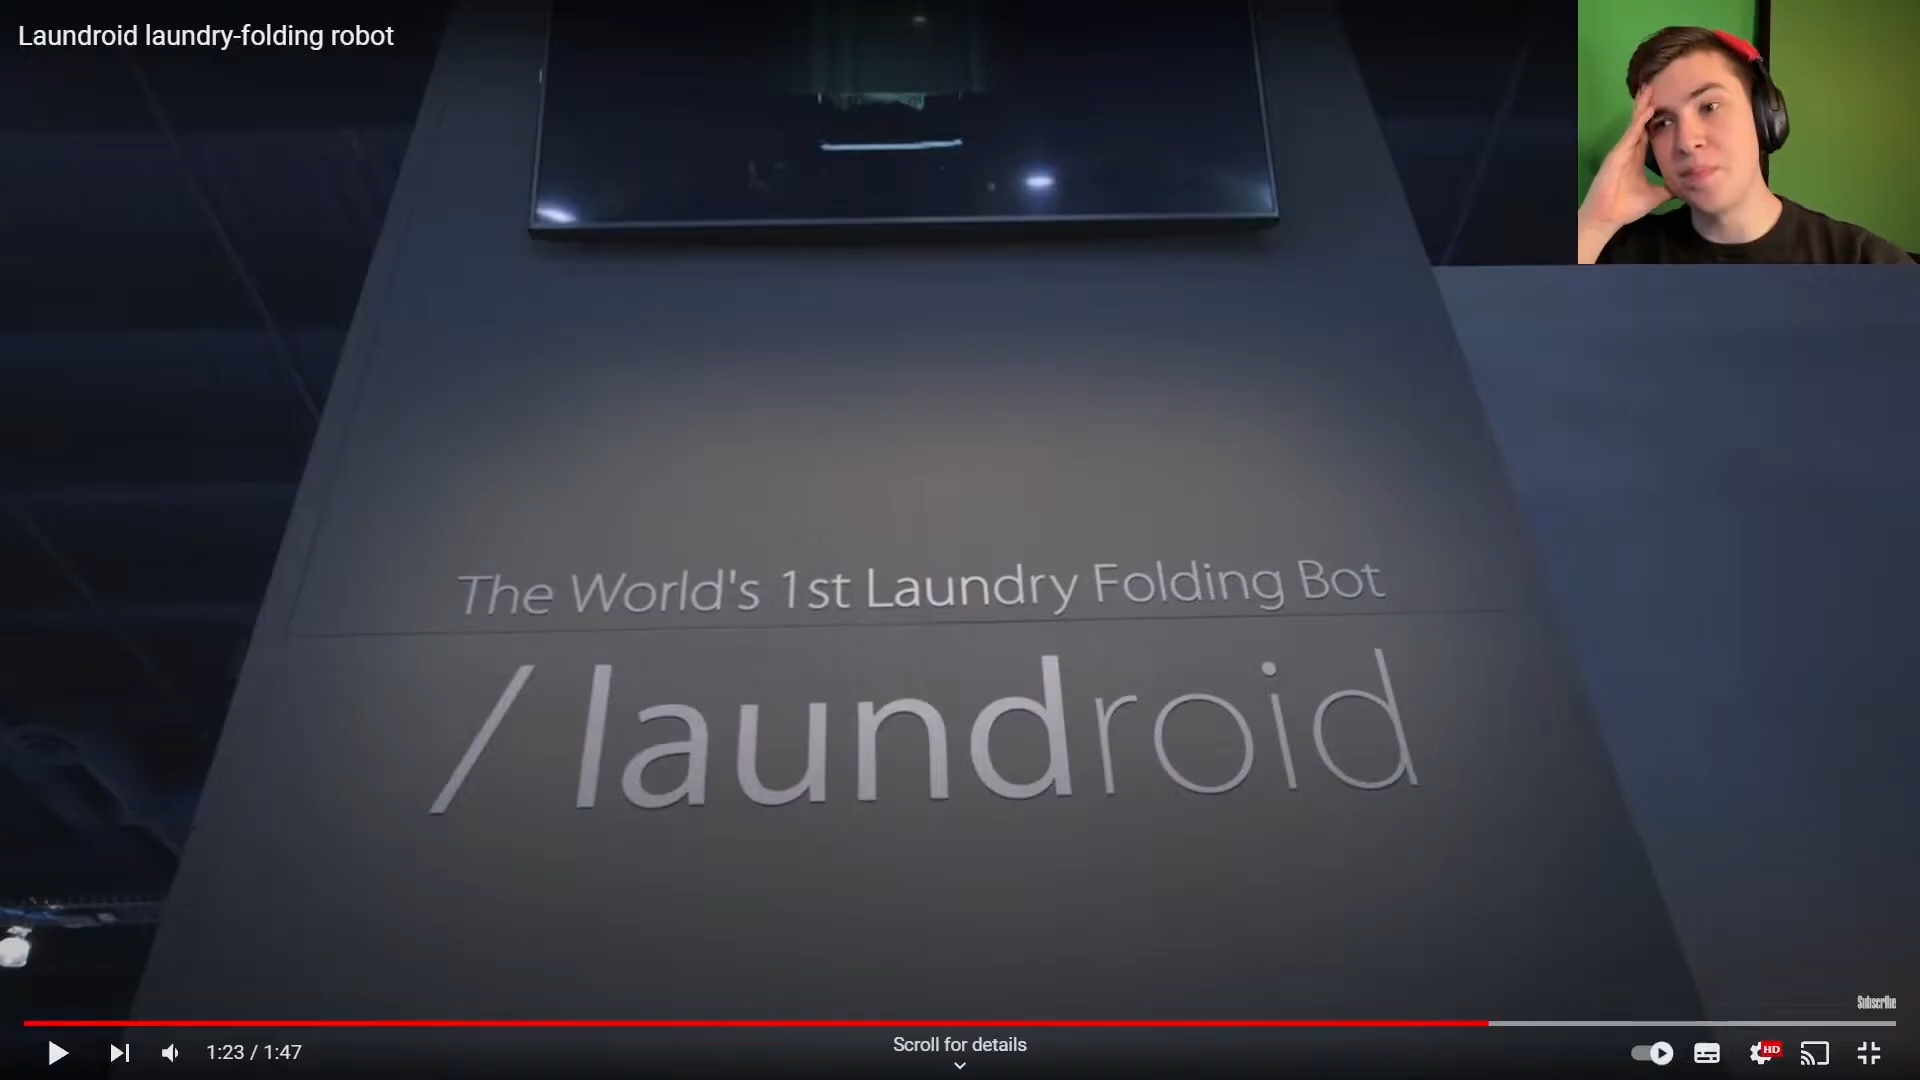 Laundroid laundry-folding robot
The World's 1st Laundry Folding Bot
/ laundroid
Subscribe
1:23 / 1:47
Scroll for details
HD